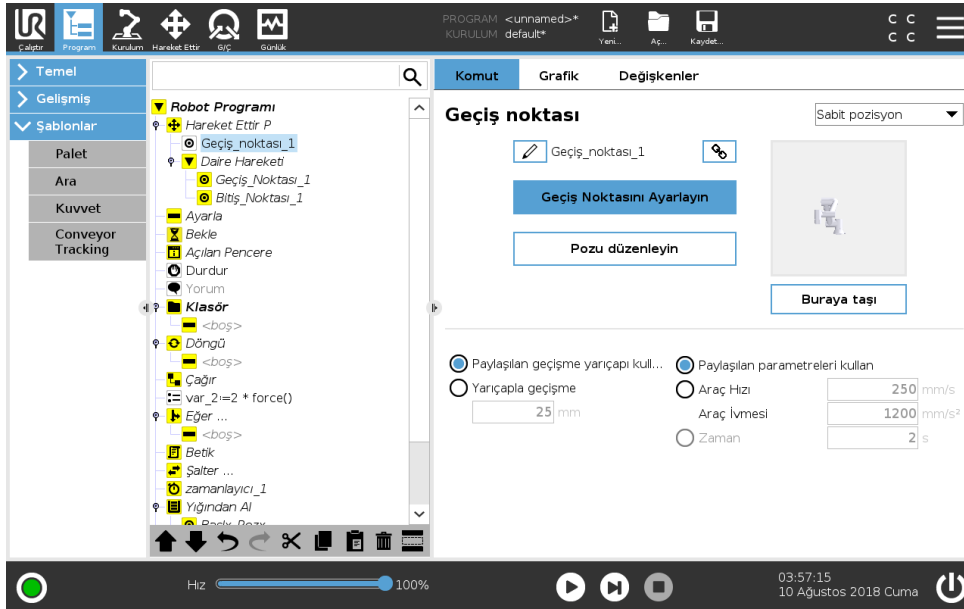 UR
Çalıştır
Program
Kurulum
Hareket Ettir
G/Ç
Günlük
PROGRAM <unnamed>*
KURULUM default*
Yeni...
Aç...
Kaydet...
C C
C C
Temel
Gelişmiş
Şablonlar
Palet
Ara
Kuvvet
Conveyor
Tracking
Robot Programı
Hareket Ettir P
Geçiş_noktası_1
Daire Hareketi
Geçiş_Noktası_1
Bitiş_Noktası_1
Ayarla
Bekle
Açılan Pencere
Durdur
Yorum
Klasör
<boş>
Döngü
<boş>
Çağır
var_2≔2 * force()
Eğer ...
<boş>
Betik
Şalter ...
zamanlayıcı_1
Yığından Al
Komut
Grafik
Değişkenler
Geçiş noktası
Sabit pozisyon
Geçiş_noktası_1
Geçiş Noktasını Ayarlayın
Pozu düzenleyin
Buraya taşı
Paylaşılan geçişme yarıçapı kull...
Yarıçapla geçişme
25 mm
Paylaşılan parametreleri kullan
Araç Hızı 250 mm/s
Araç İvmesi 1200 mm/s²
Zaman 2 s
Hız 100%
03:57:15
10 Ağustos 2018 Cuma